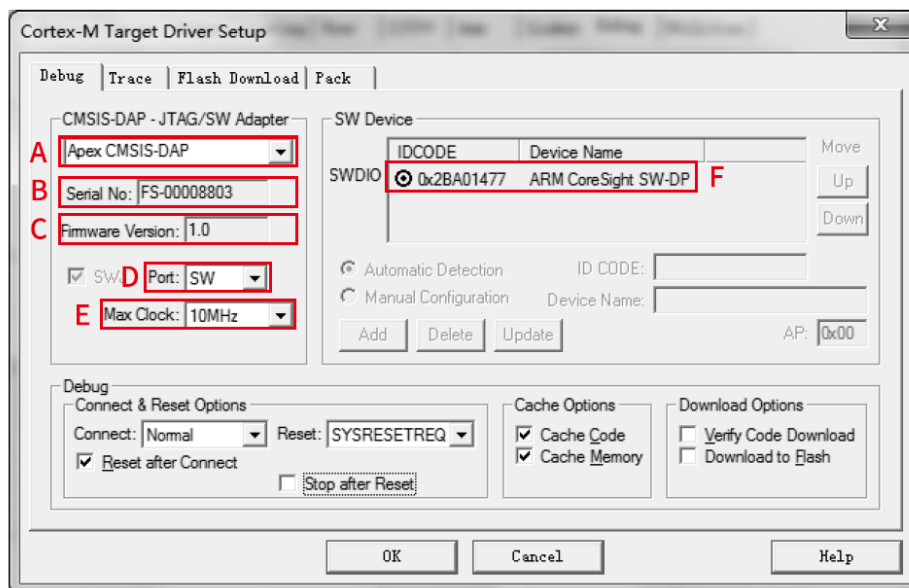 Cortex-M Target Driver Setup
Debug Trace Flash Download Pack
CMSIS-DAP - JTAG/SW Adapter
A Apex CMSIS-DAP
B Serial No: FS-00008803
C Firmware Version: 1.0
D Port: SW
E Max Clock: 10MHz
SW Device
IDCODE Device Name
SWDIO 0x2BA01477 ARM CoreSight SW-DP F
Move
Up
Down
Automatic Detection ID CODE:
Manual Configuration Device Name:
Add Delete Update AP: 0x00
Debug
Connect & Reset Options
Connect: Normal Reset: SYSRESETREQ
Reset after Connect
Stop after Reset
Cache Options
Cache Code
Cache Memory
Download Options
Verify Code Download
Download to Flash
OK Cancel Help